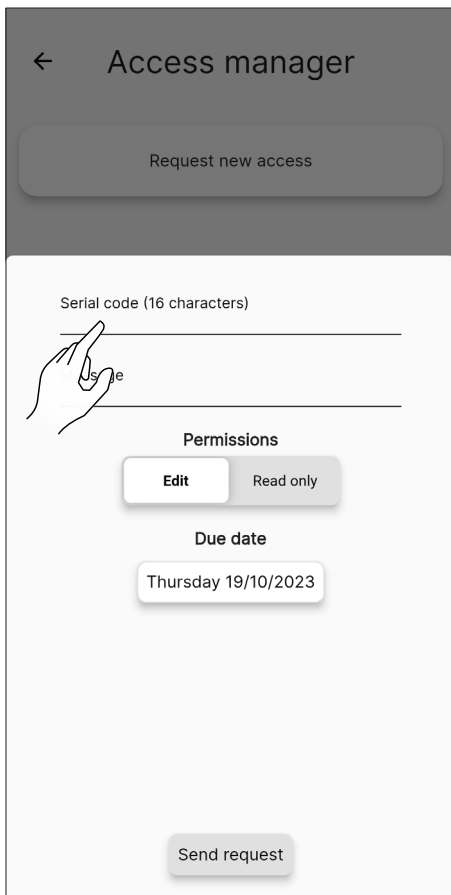 Access manager
Request new access
Serial code (16 characters)
Permissions
Edit Read only
Due date
Thursday 19/10/2023
Send request